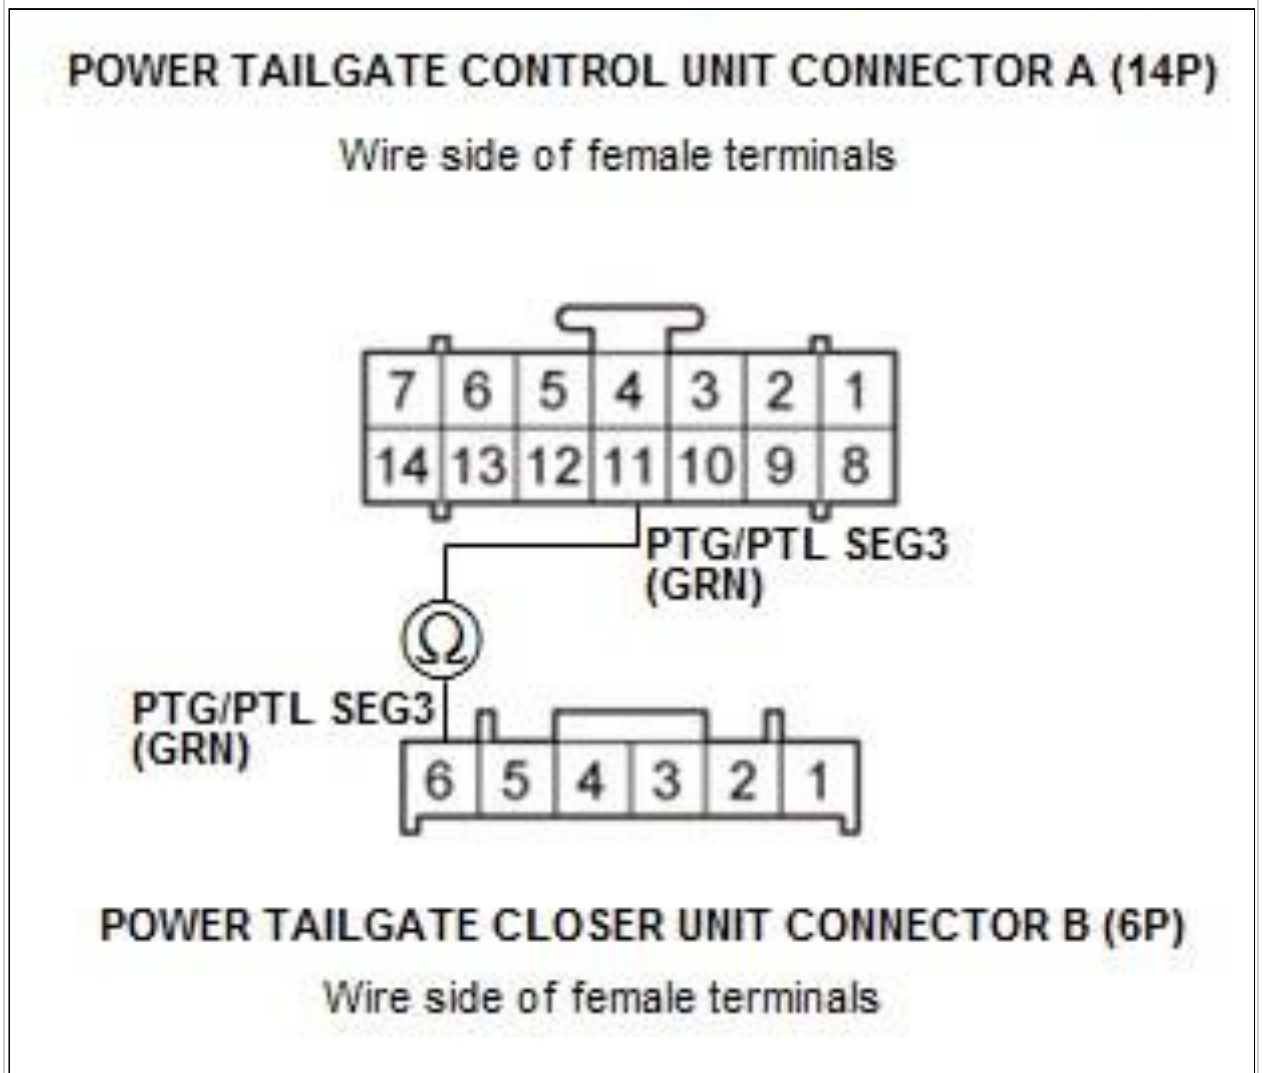 POWER TAILGATE CONTROL UNIT CONNECTOR A (14P)
Wire side of female terminals
7 6 5 4 3 2 1
14 13 12 11 10 9 8
PTG/PTL SEG3
(GRN)
Ω
PTG/PTL SEG3
(GRN)
6 5 4 3 2 1
POWER TAILGATE CLOSER UNIT CONNECTOR B (6P)
Wire side of female terminals